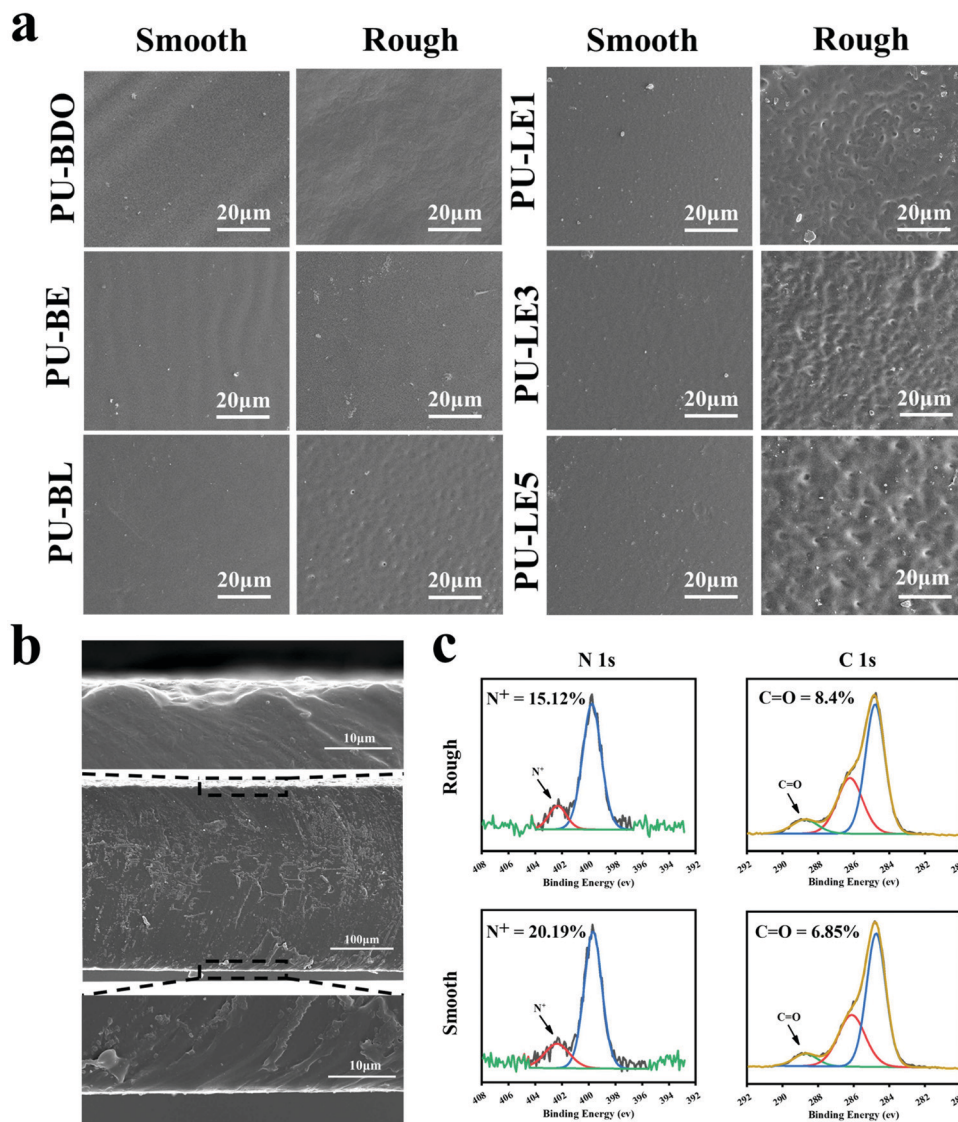 a
Smooth Rough Smooth Rough
PU-BDO 20μm 20μm PU-LE1 20μm 20μm
PU-BE 20μm 20μm PU-LE3 20μm 20μm
PU-BL 20μm 20μm PU-LE5 20μm 20μm
b
10μm
100μm
10μm
c
N 1s C 1s
Rough
N⁺ = 15.12%
N⁺
408 406 404 402 400 398 396 394 392
Binding Energy (ev)
C=O = 8.4%
C=O
292 290 288 286 284 282 280
Binding Energy (ev)
Smooth
N⁺ = 20.19%
N⁺
408 406 404 402 400 398 396 394 392
Binding Energy (ev)
C=O = 6.85%
C=O
292 290 288 286 284 282
Binding Energy (ev)